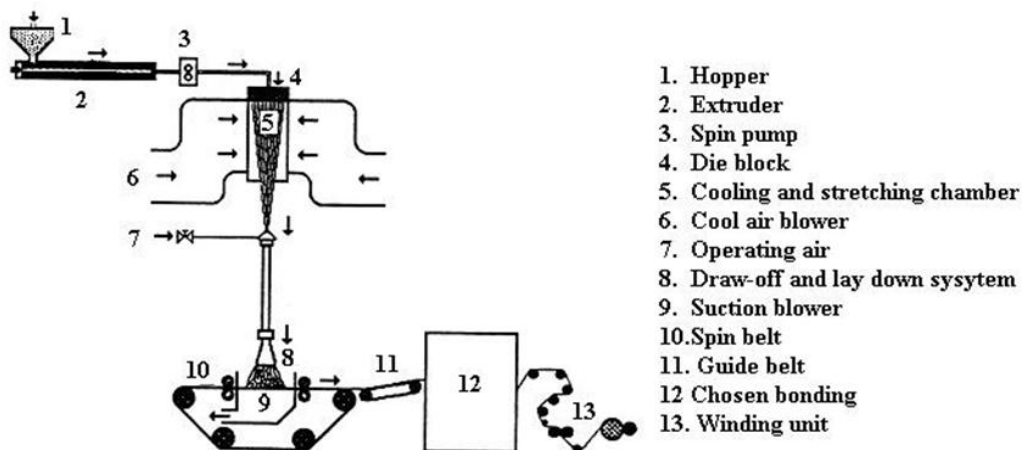 1
2
3
4
5
6
7
8
9
10
11
12
13
1. Hopper
2. Extruder
3. Spin pump
4. Die block
5. Cooling and stretching chamber
6. Cool air blower
7. Operating air
8. Draw-off and lay down sysytem
9. Suction blower
10.Spin belt
11. Guide belt
12 Chosen bonding
13. Winding unit